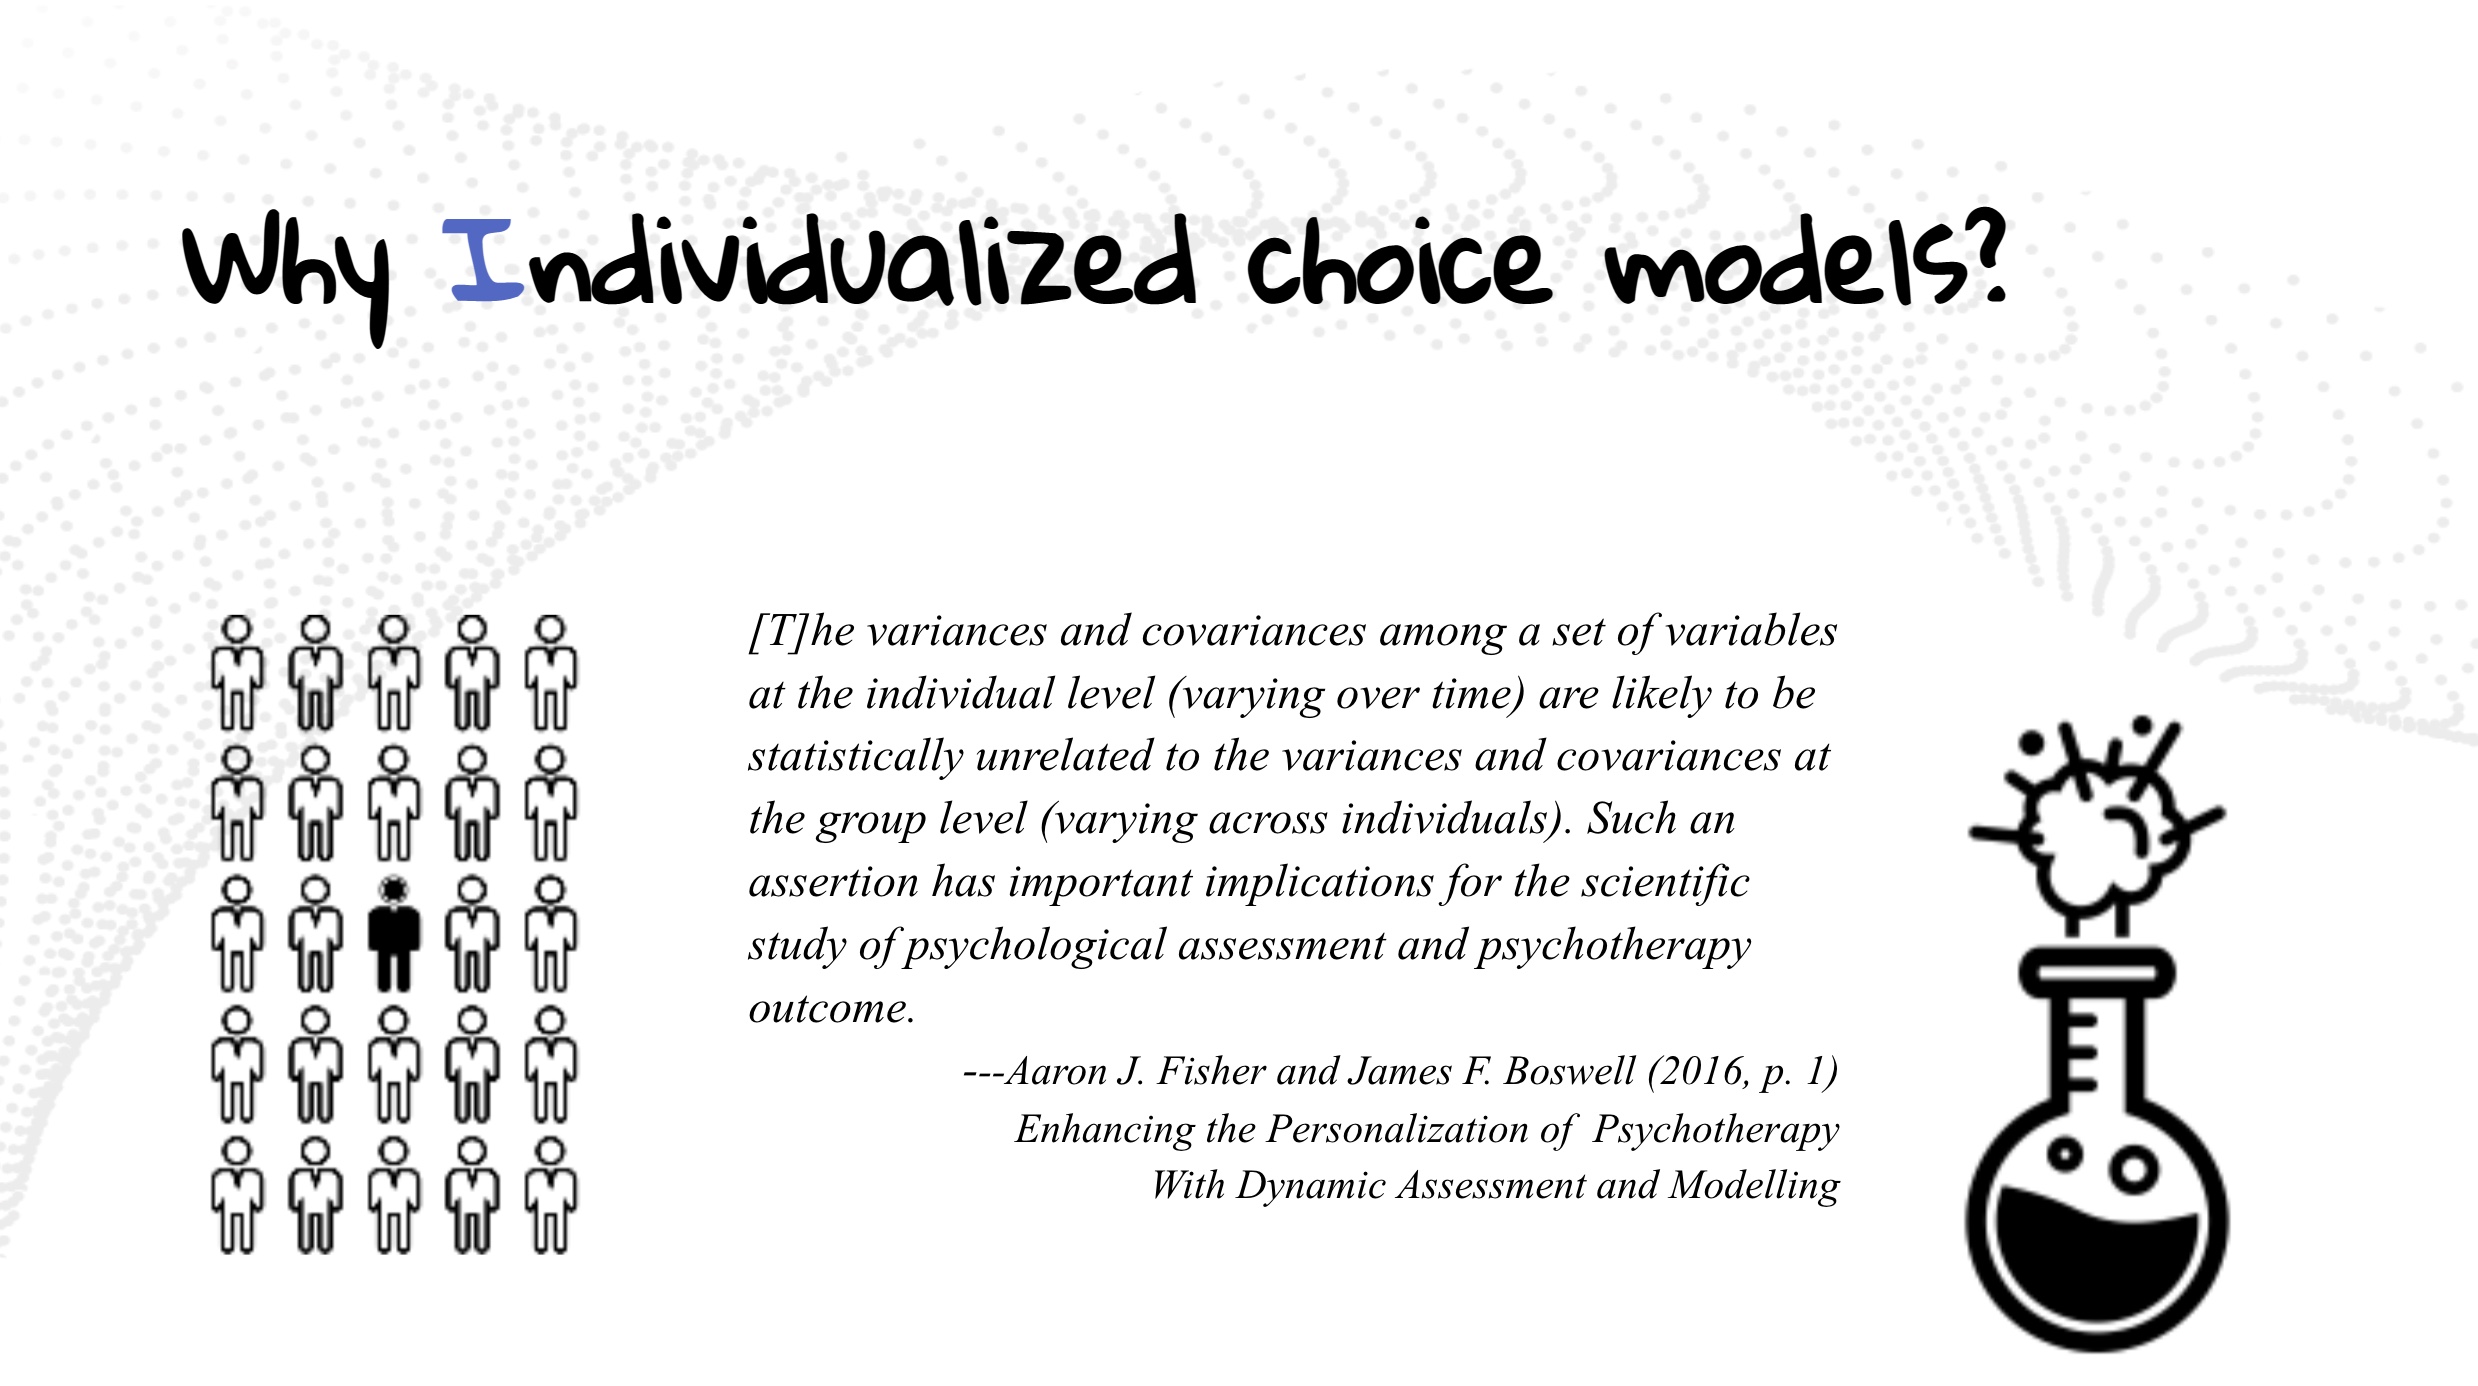 Why Individualized choice models?
[T]he variances and covariances among a set of variables
at the individual level (varying over time) are likely to be
statistically unrelated to the variances and covariances at
the group level (varying across individuals). Such an
assertion has important implications for the scientific
study of psychological assessment and psychotherapy
outcome.
---Aaron J. Fisher and James F. Boswell (2016, p. 1)
Enhancing the Personalization of  Psychotherapy
With Dynamic Assessment and Modelling